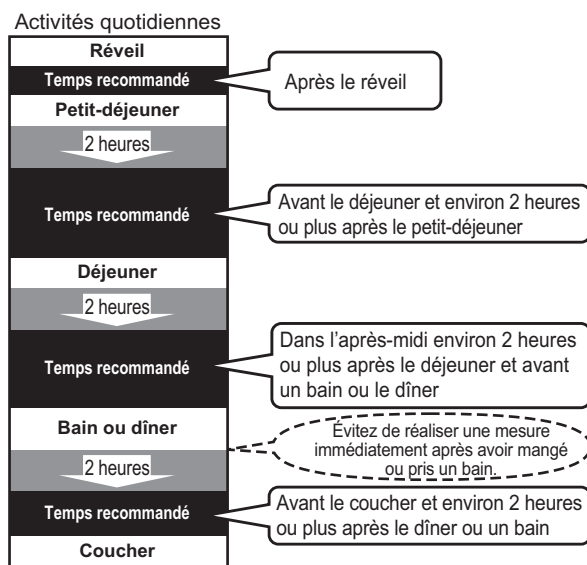 Activités quotidiennes
Réveil
Temps recommandé
Après le réveil
Petit-déjeuner
2 heures
Temps recommandé
Avant le déjeuner et environ 2 heures
ou plus après le petit-déjeuner
Déjeuner
2 heures
Temps recommandé
Dans l'après-midi environ 2 heures
ou plus après le déjeuner et avant
un bain ou le dîner
Bain ou dîner
Évitez de réaliser une mesure
immédiatement après avoir mangé
ou pris un bain.
2 heures
Temps recommandé
Avant le coucher et environ 2 heures
ou plus après le dîner ou un bain
Coucher